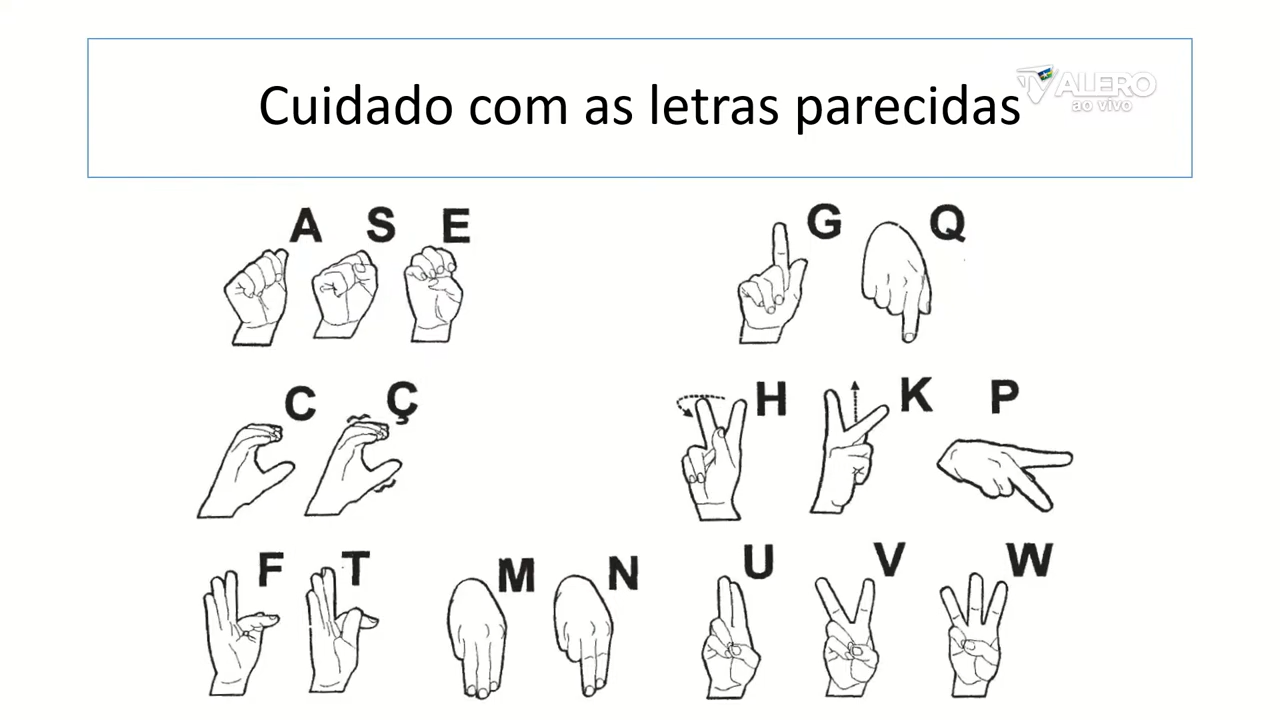 Cuidado com as letras parecidas
TV ALERO
ao vivo
A S E
G Q
C Ç
H K P
F T M N U V W